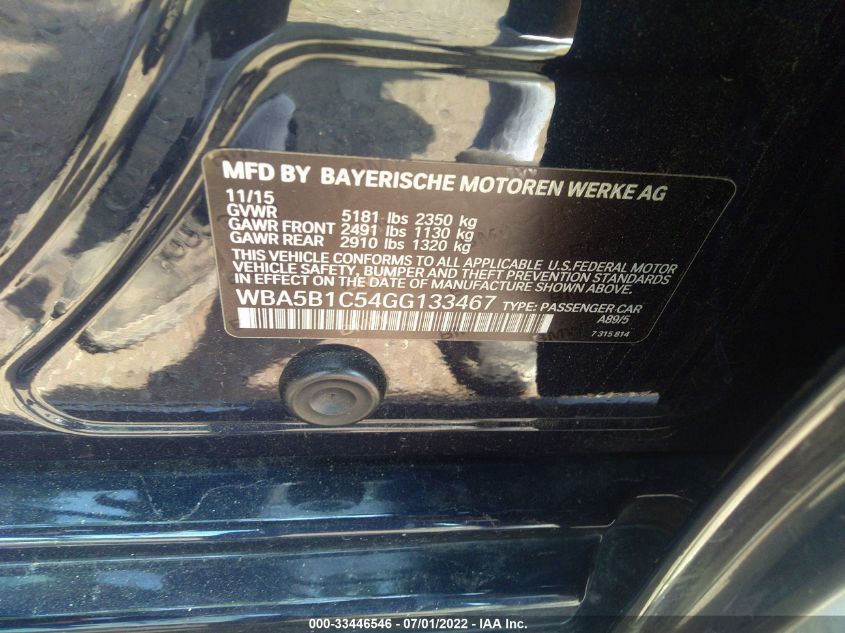 MFD BY BAYERISCHE MOTOREN WERKE AG
11/15
GVWR 5181 lbs 2350 kg
GAWR FRONT 2491 lbs 1130 kg
GAWR REAR 2910 lbs 1320 kg
THIS VEHICLE CONFORMS TO ALL APPLICABLE U.S.FEDERAL MOTOR
VEHICLE SAFETY, BUMPER AND THEFT PREVENTION STANDARDS
IN EFFECT ON THE DATE OF MANUFACTURE SHOWN ABOVE.
WBA5B1C54GG133467 TYPE: PASSENGER CAR
A89/5
7 315 814
000-33446546 - 07/01/2022 - IAA Inc.